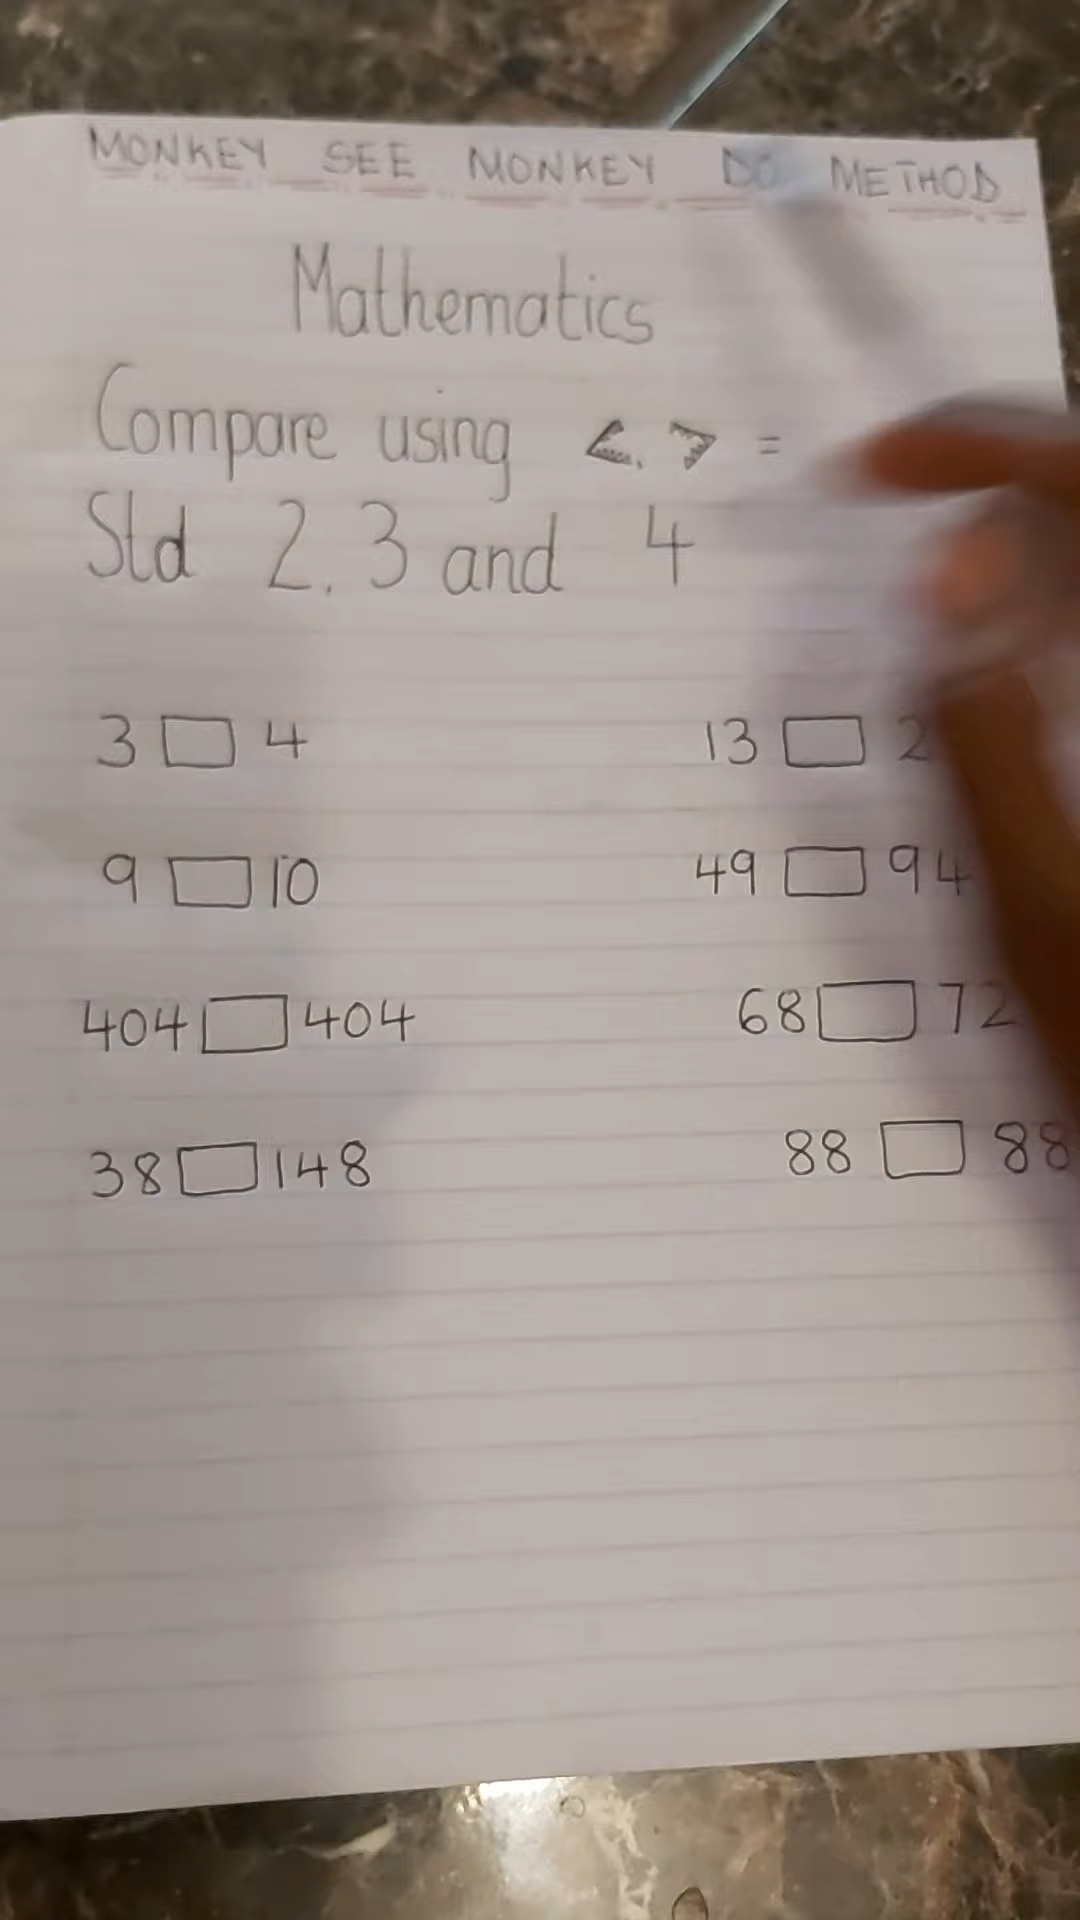 MONKEY SEE MONKEY DO METHOD
Mathematics
Compare using <, > =
Std 2, 3 and 4
3 □ 4 13 □ 2
9 □ 10 49 □ 94
404 □ 404 68 □ 72
38 □ 148 88 □ 88